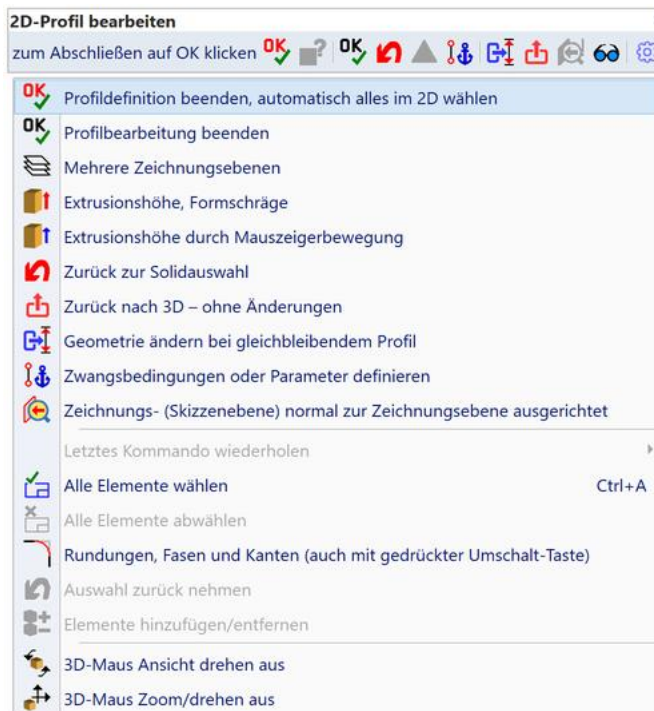 2D-Profil bearbeiten
zum Abschließen auf OK klicken OK ? OK
OK Profildefinition beenden, automatisch alles im 2D wählen
OK Profilbearbeitung beenden
Mehrere Zeichnungsebenen
Extrusionshöhe, Formschräge
Extrusionshöhe durch Mauszeigerbewegung
Zurück zur Solidauswahl
Zurück nach 3D – ohne Änderungen
Geometrie ändern bei gleichbleibendem Profil
Zwangsbedingungen oder Parameter definieren
Zeichnungs- (Skizzenebene) normal zur Zeichnungsebene ausgerichtet
Letztes Kommando wiederholen
Alle Elemente wählen Ctrl+A
Alle Elemente abwählen
Rundungen, Fasen und Kanten (auch mit gedrückter Umschalt-Taste)
Auswahl zurück nehmen
Elemente hinzufügen/entfernen
3D-Maus Ansicht drehen aus
3D-Maus Zoom/drehen aus